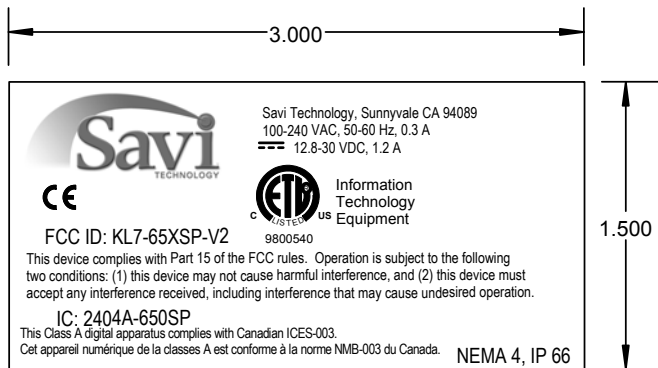 3.000
Savi
TECHNOLOGY
Savi Technology, Sunnyvale CA 94089
100-240 VAC, 50-60 Hz, 0.3 A
12.8-30 VDC, 1.2 A
CE
ETL
LISTED
C US
9800540
Information
Technology
Equipment
FCC ID: KL7-65XSP-V2
This device complies with Part 15 of the FCC rules. Operation is subject to the following
two conditions: (1) this device may not cause harmful interference, and (2) this device must
accept any interference received, including interference that may cause undesired operation.
IC: 2404A-650SP
This Class A digital apparatus complies with Canadian ICES-003.
Cet appareil numérique de la classes A est conforme à la norme NMB-003 du Canada.
NEMA 4, IP 66
1.500